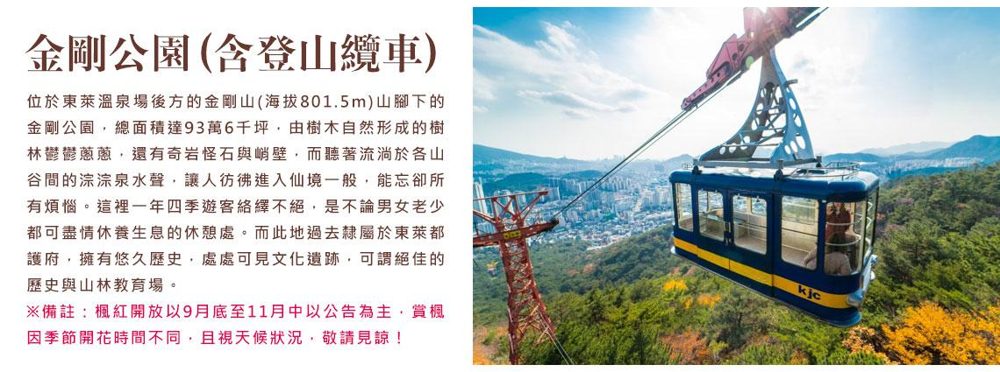 金剛公園(含登山纜車)
位於東萊溫泉場後方的金剛山(海拔801.5m)山腳下的
金剛公園，總面積達93萬6千坪，由樹木自然形成的樹
林鬱鬱蔥蔥，還有奇岩怪石與峭壁，而聽著流淌於各山
谷間的淙淙泉水聲，讓人彷彿進入仙境一般，能忘卻所
有煩惱。這裡一年四季遊客絡繹不絕，是不論男女老少
都可盡情休養生息的休憩處。而此地過去隸屬於東萊都
護府，擁有悠久歷史，處處可見文化遺跡，可謂絕佳的
歷史與山林教育場。
※備註：楓紅開放以9月底至11月中以公告為主，賞楓
因季節開花時間不同，且視天候狀況，敬請見諒！
kjc